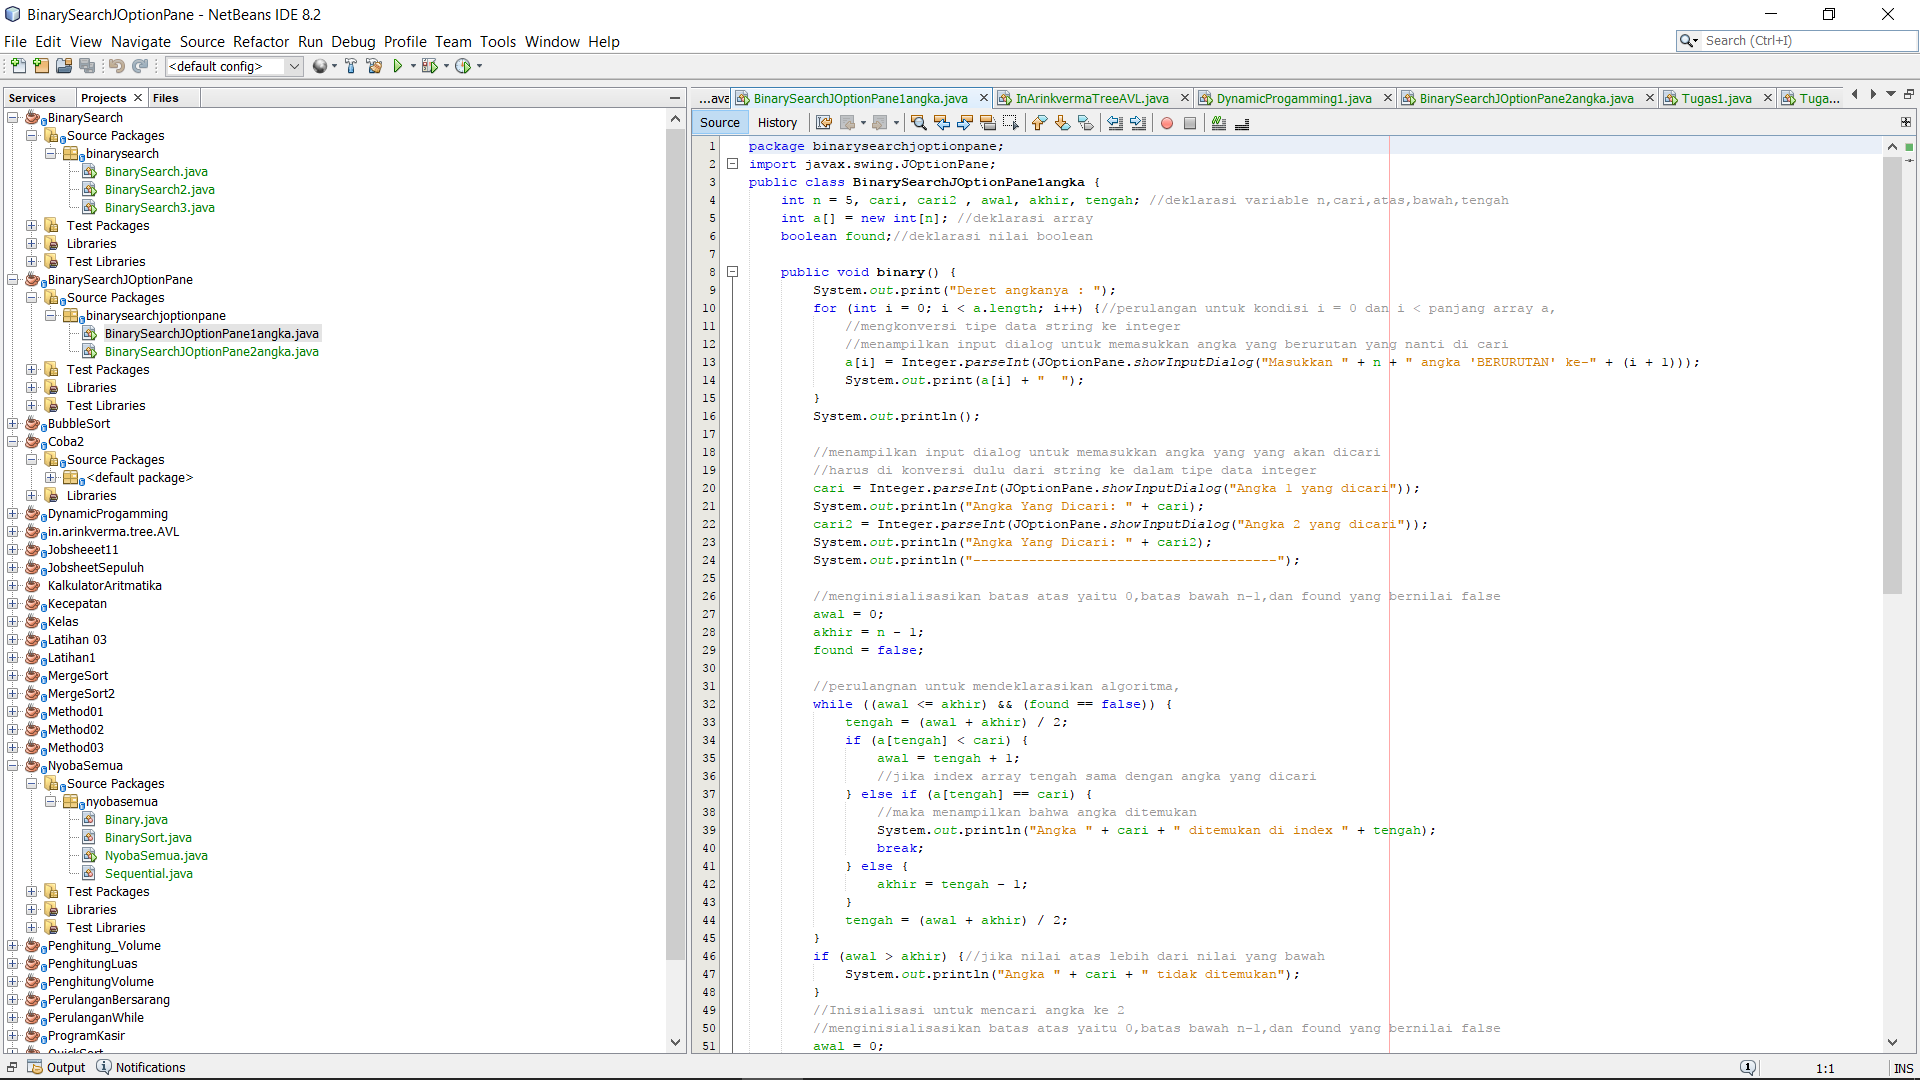 BinarySearchJOptionPane - NetBeans IDE 8.2
File Edit View Navigate Source Refactor Run Debug Profile Team Tools Window Help
Search (Ctrl+I)
<default config>
Services Projects Files
BinarySearch
Source Packages
binarysearch
BinarySearch.java
BinarySearch2.java
BinarySearch3.java
Test Packages
Libraries
Test Libraries
BinarySearchJOptionPane
Source Packages
binarysearchjoptionpane
BinarySearchJOptionPane1angka.java
BinarySearchJOptionPane2angka.java
Test Packages
Libraries
Test Libraries
BubbleSort
Coba2
Source Packages
<default package>
Libraries
DynamicProgamming
in.arinkverma.tree.AVL
Jobsheeet11
JobsheetSepuluh
KalkulatorAritmatika
Kecepatan
Kelas
Latihan 03
Latihan1
MergeSort
MergeSort2
Method01
Method02
Method03
NyobaSemua
Source Packages
nyobasemua
Binary.java
BinarySort.java
NyobaSemua.java
Sequential.java
Test Packages
Libraries
Test Libraries
Penghitung_Volume
PenghitungLuas
PenghitungVolume
PerulanganBersarang
PerulanganWhile
ProgramKasir
QuickSort
...ava BinarySearchJOptionPane1angka.java InArinkvermaTreeAVL.java DynamicProgamming1.java BinarySearchJOptionPane2angka.java Tugas1.java Tuga...
Source History
1 package binarysearchjoptionpane;
2 import javax.swing.JOptionPane;
3 public class BinarySearchJOptionPane1angka {
4 int n = 5, cari, cari2 , awal, akhir, tengah; //deklarasi variable n,cari,atas,bawah,tengah
5 int a[] = new int[n]; //deklarasi array
6 boolean found;//deklarasi nilai boolean
7
8 public void binary() {
9 System.out.print("Deret angkanya : ");
10 for (int i = 0; i < a.length; i++) {//perulangan untuk kondisi i = 0 dan i < panjang array a,
11 //mengkonversi tipe data string ke integer
12 //menampilkan input dialog untuk memasukkan angka yang berurutan yang nanti di cari
13 a[i] = Integer.parseInt(JOptionPane.showInputDialog("Masukkan " + n + " angka 'BERURUTAN' ke-" + (i + 1)));
14 System.out.print(a[i] + "  ");
15 }
16 System.out.println();
17
18 //menampilkan input dialog untuk memasukkan angka yang yang akan dicari
19 //harus di konversi dulu dari string ke dalam tipe data integer
20 cari = Integer.parseInt(JOptionPane.showInputDialog("Angka 1 yang dicari"));
21 System.out.println("Angka Yang Dicari: " + cari);
22 cari2 = Integer.parseInt(JOptionPane.showInputDialog("Angka 2 yang dicari"));
23 System.out.println("Angka Yang Dicari: " + cari2);
24 System.out.println("--------------------------------------");
25
26 //menginisialisasikan batas atas yaitu 0,batas bawah n-1,dan found yang bernilai false
27 awal = 0;
28 akhir = n - 1;
29 found = false;
30
31 //perulangnan untuk mendeklarasikan algoritma,
32 while ((awal <= akhir) && (found == false)) {
33 tengah = (awal + akhir) / 2;
34 if (a[tengah] < cari) {
35 awal = tengah + 1;
36 //jika index array tengah sama dengan angka yang dicari
37 } else if (a[tengah] == cari) {
38 //maka menampilkan bahwa angka ditemukan
39 System.out.println("Angka " + cari + " ditemukan di index " + tengah);
40 break;
41 } else {
42 akhir = tengah - 1;
43 }
44 tengah = (awal + akhir) / 2;
45 }
46 if (awal > akhir) {//jika nilai atas lebih dari nilai yang bawah
47 System.out.println("Angka " + cari + " tidak ditemukan");
48 }
49 //Inisialisasi untuk mencari angka ke 2
50 //menginisialisasikan batas atas yaitu 0,batas bawah n-1,dan found yang bernilai false
51 awal = 0;
Output Notifications
1:1 INS